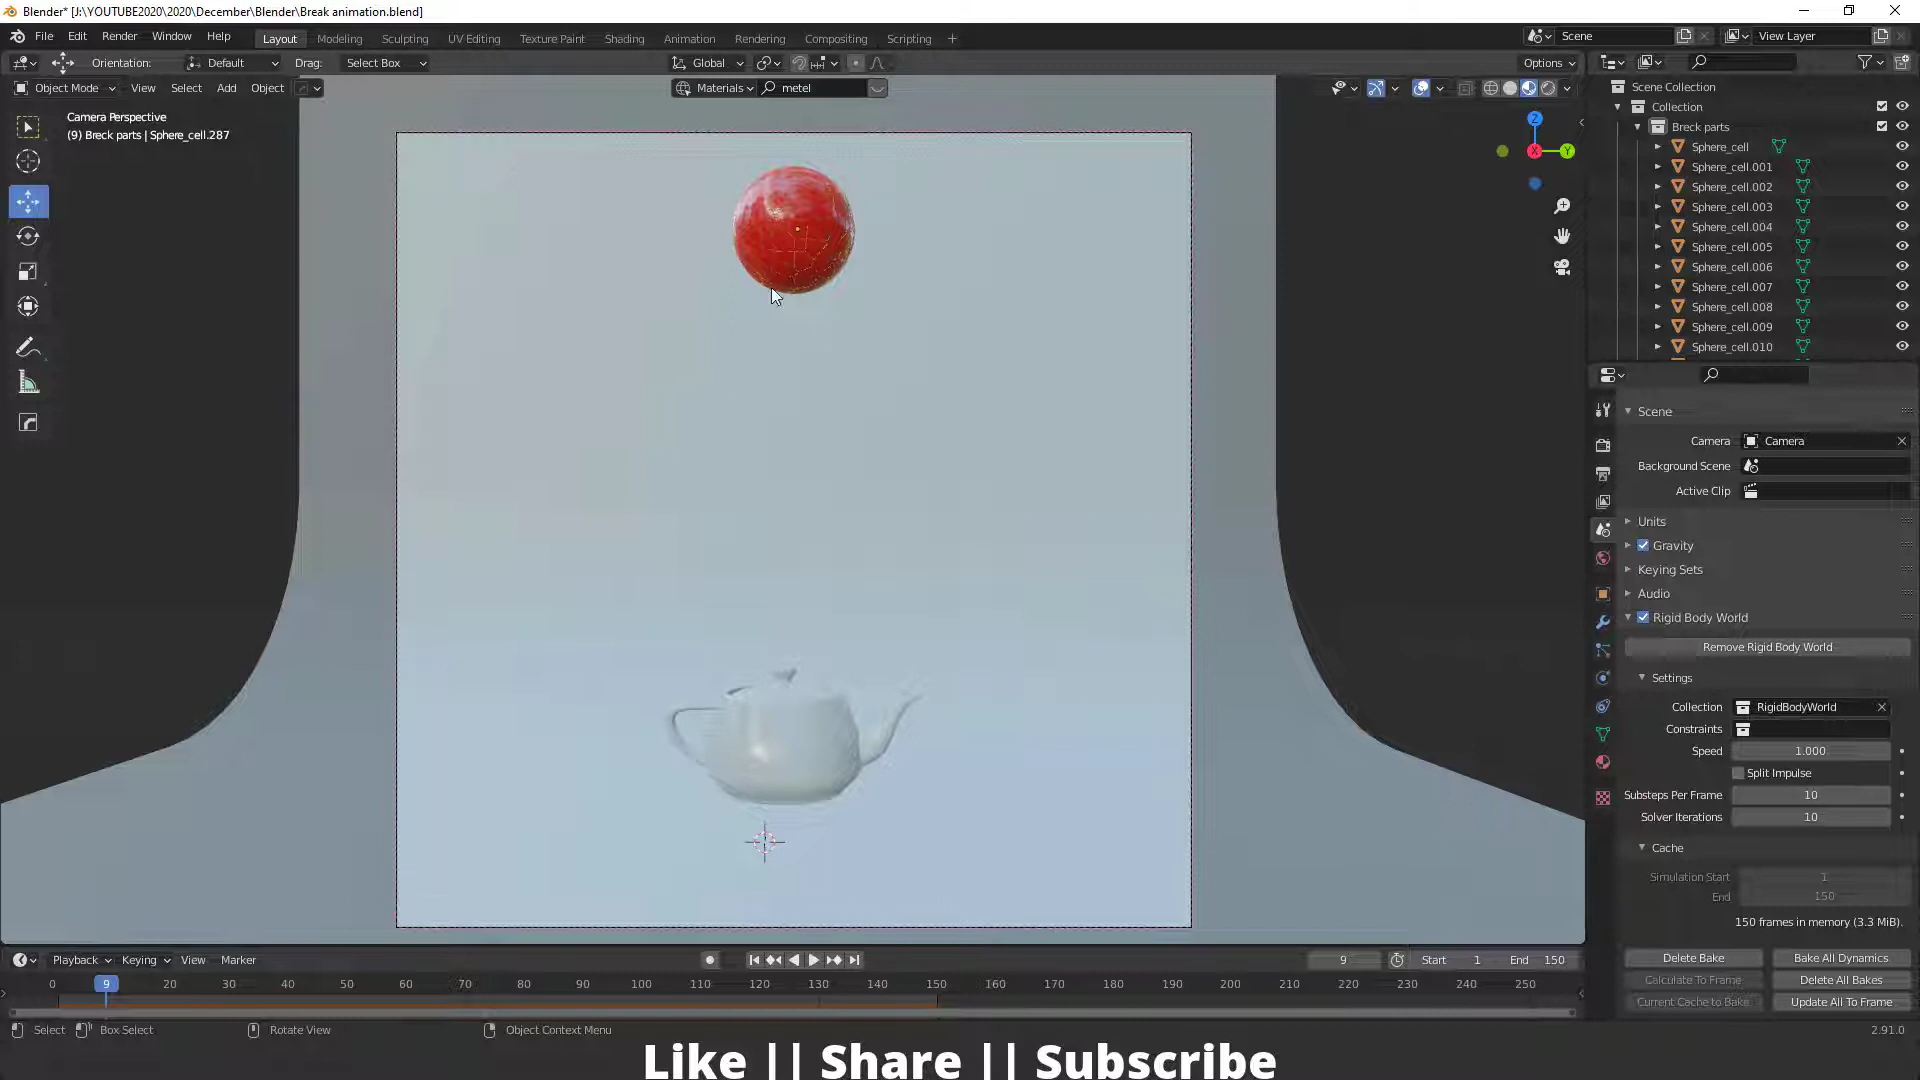 Blender* [J:\YOUTUBE2020\2020\December\Blender\Break animation.blend]
File Edit Render Window Help Layout Modeling Sculpting UV Editing Texture Paint Shading Animation Rendering Compositing Scripting + Scene View Layer
Orientation: Default Drag: Select Box Global Options
Object Mode View Select Add Object Materials metel
Camera Perspective
(9) Breck parts | Sphere_cell.287
Z
X Y
Scene Collection
Collection
Breck parts
Sphere_cell
Sphere_cell.001
Sphere_cell.002
Sphere_cell.003
Sphere_cell.004
Sphere_cell.005
Sphere_cell.006
Sphere_cell.007
Sphere_cell.008
Sphere_cell.009
Sphere_cell.010
Scene
Camera Camera
Background Scene
Active Clip
Units
Gravity
Keying Sets
Audio
Rigid Body World
Remove Rigid Body World
Settings
Collection RigidBodyWorld
Constraints
Speed 1.000
Split Impulse
Substeps Per Frame 10
Solver Iterations 10
Cache
Simulation Start 1
End 150
150 frames in memory (3.3 MiB).
Delete Bake Bake All Dynamics
Calculate To Frame Delete All Bakes
Current Cache to Bake Update All To Frame
Playback Keying View Marker 9 Start 1 End 150
0 9 20 30 40 50 60 70 80 90 100 110 120 130 140 150 160 170 180 190 200 210 220 230 240 250
Select Box Select Rotate View Object Context Menu 2.91.0
Like || Share || Subscribe